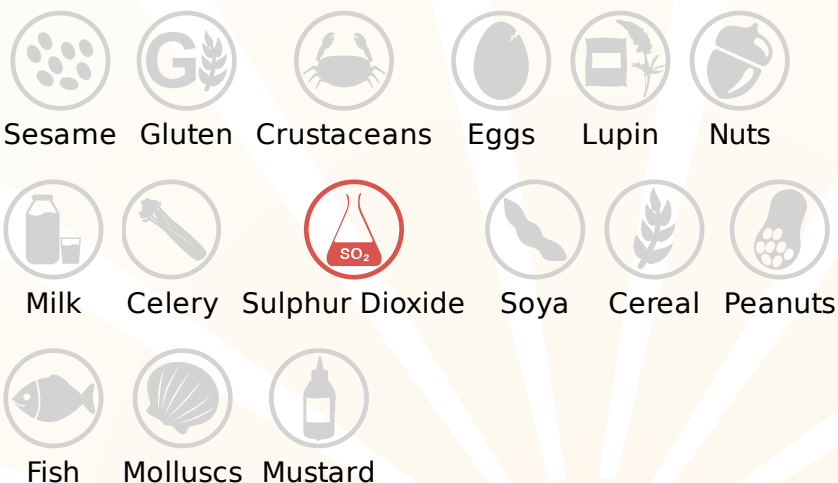 G
Sesame Gluten Crustaceans Eggs Lupin Nuts
SO₂
Milk Celery Sulphur Dioxide Soya Cereal Peanuts
Fish Molluscs Mustard